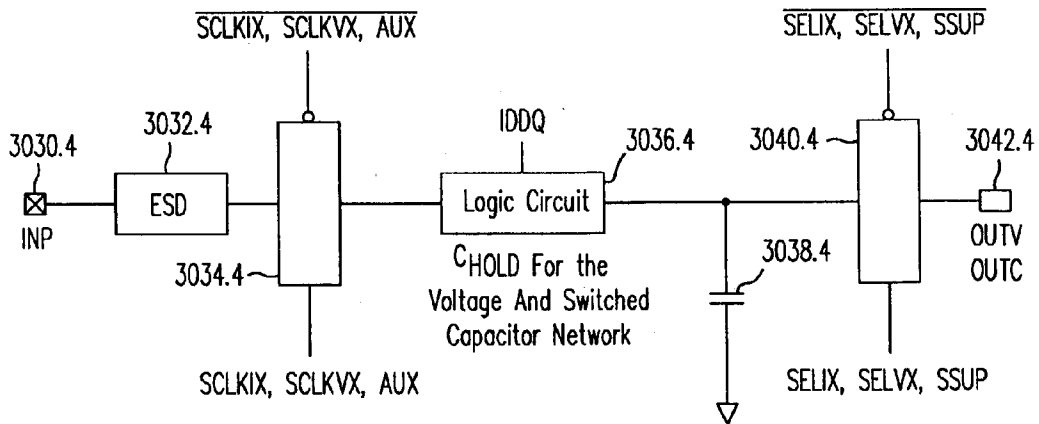 SCLKIX, SCLKVX, AUX
SELIX, SELVX, SSUP
3030.4
3032.4
IDDQ
3036.4
3040.4
3042.4
ESD
Logic Circuit
INP
3034.4
CHOLD For the
Voltage And Switched
Capacitor Network
3038.4
OUTV
OUTC
SCLKIX, SCLKVX, AUX
SELIX, SELVX, SSUP